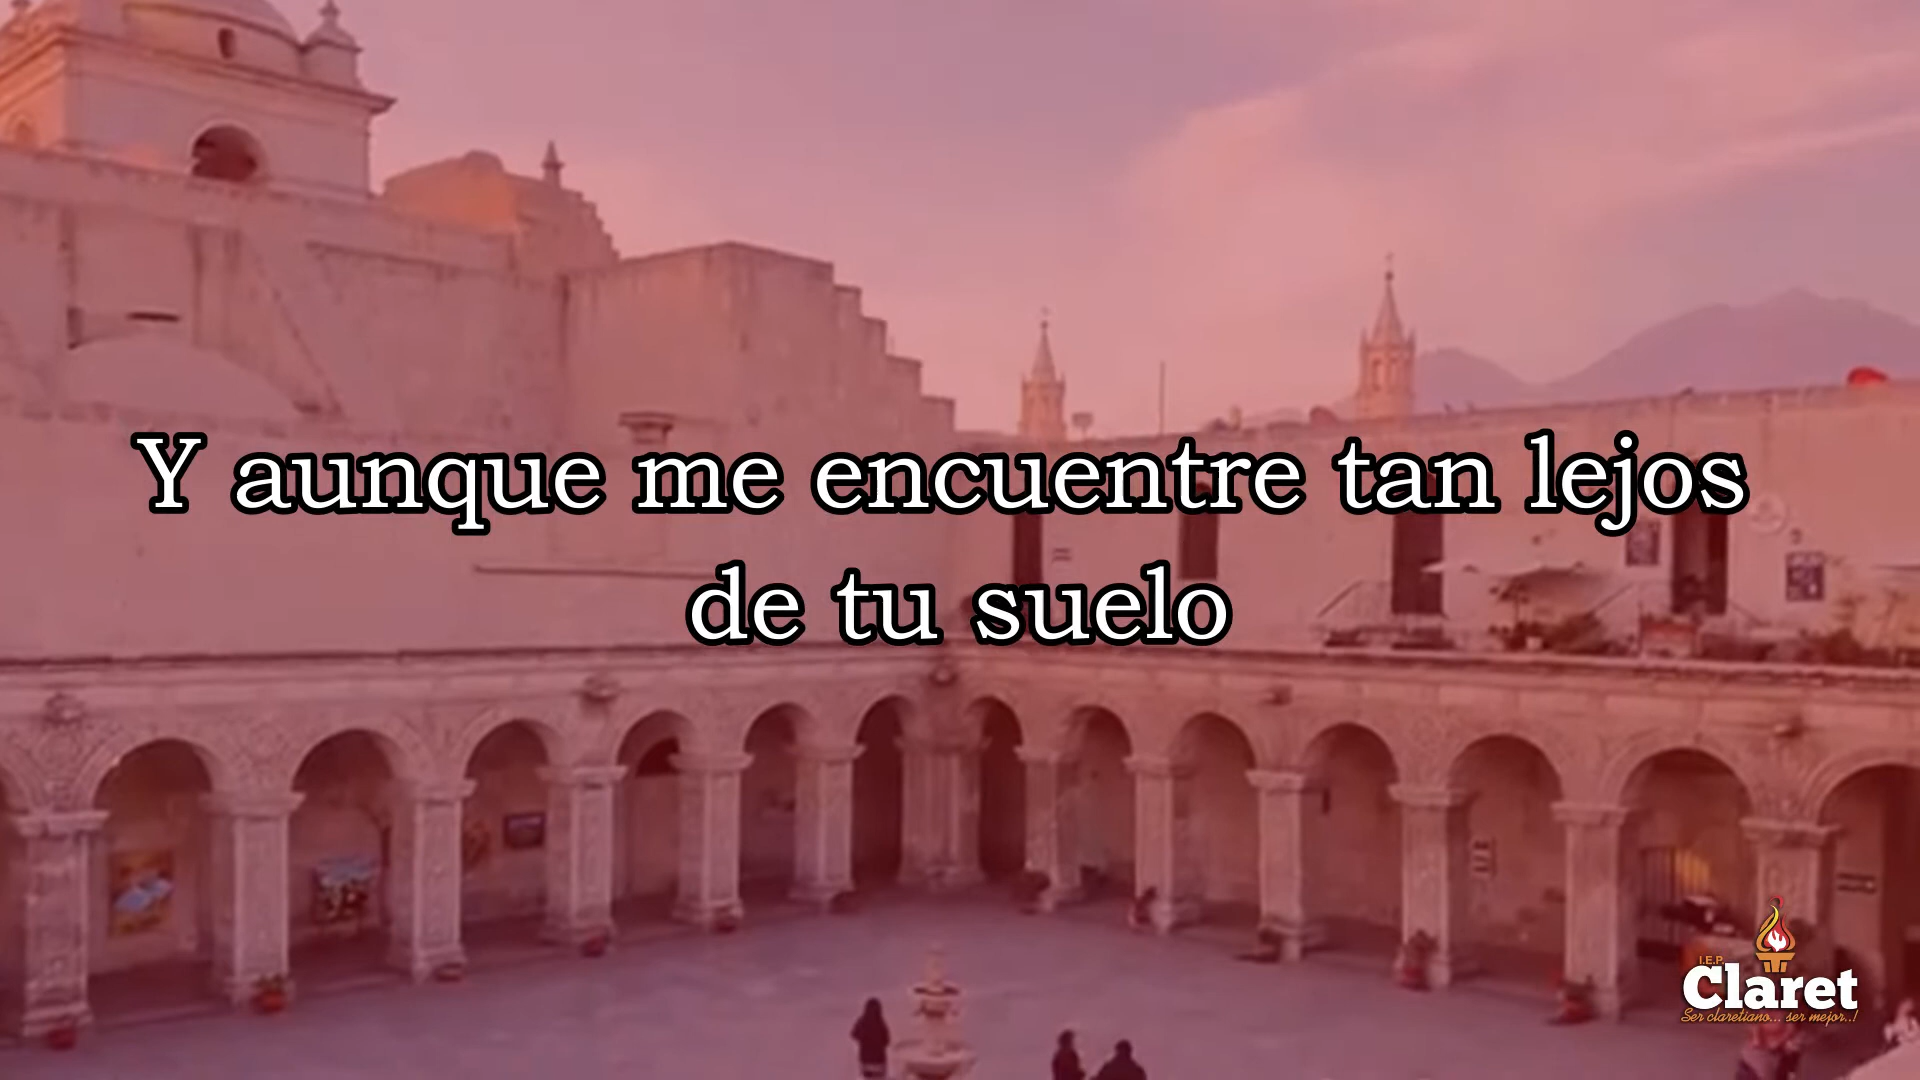 Y aunque me encuentre tan lejos
de tu suelo
I.E.P.
Claret
Ser claretiano... ser mejor..!